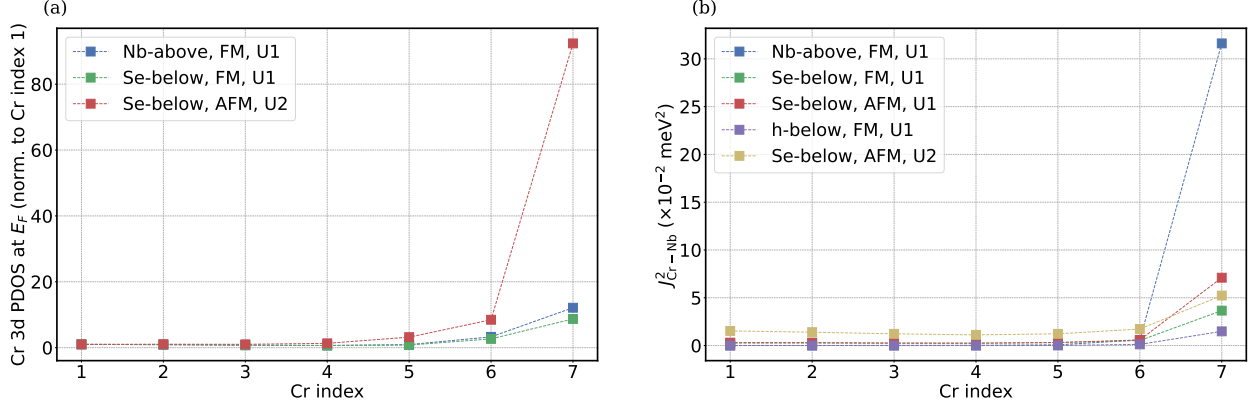 (a)
Nb-above, FM, U1
Se-below, FM, U1
Se-below, AFM, U2
Cr 3d PDOS at E_F (norm. to Cr index 1)
80
60
40
20
0
1 2 3 4 5 6 7
Cr index
(b)
Nb-above, FM, U1
Se-below, FM, U1
Se-below, AFM, U1
h-below, FM, U1
Se-below, AFM, U2
J²_Cr−Nb (×10⁻² meV²)
30
25
20
15
10
5
0
1 2 3 4 5 6 7
Cr index